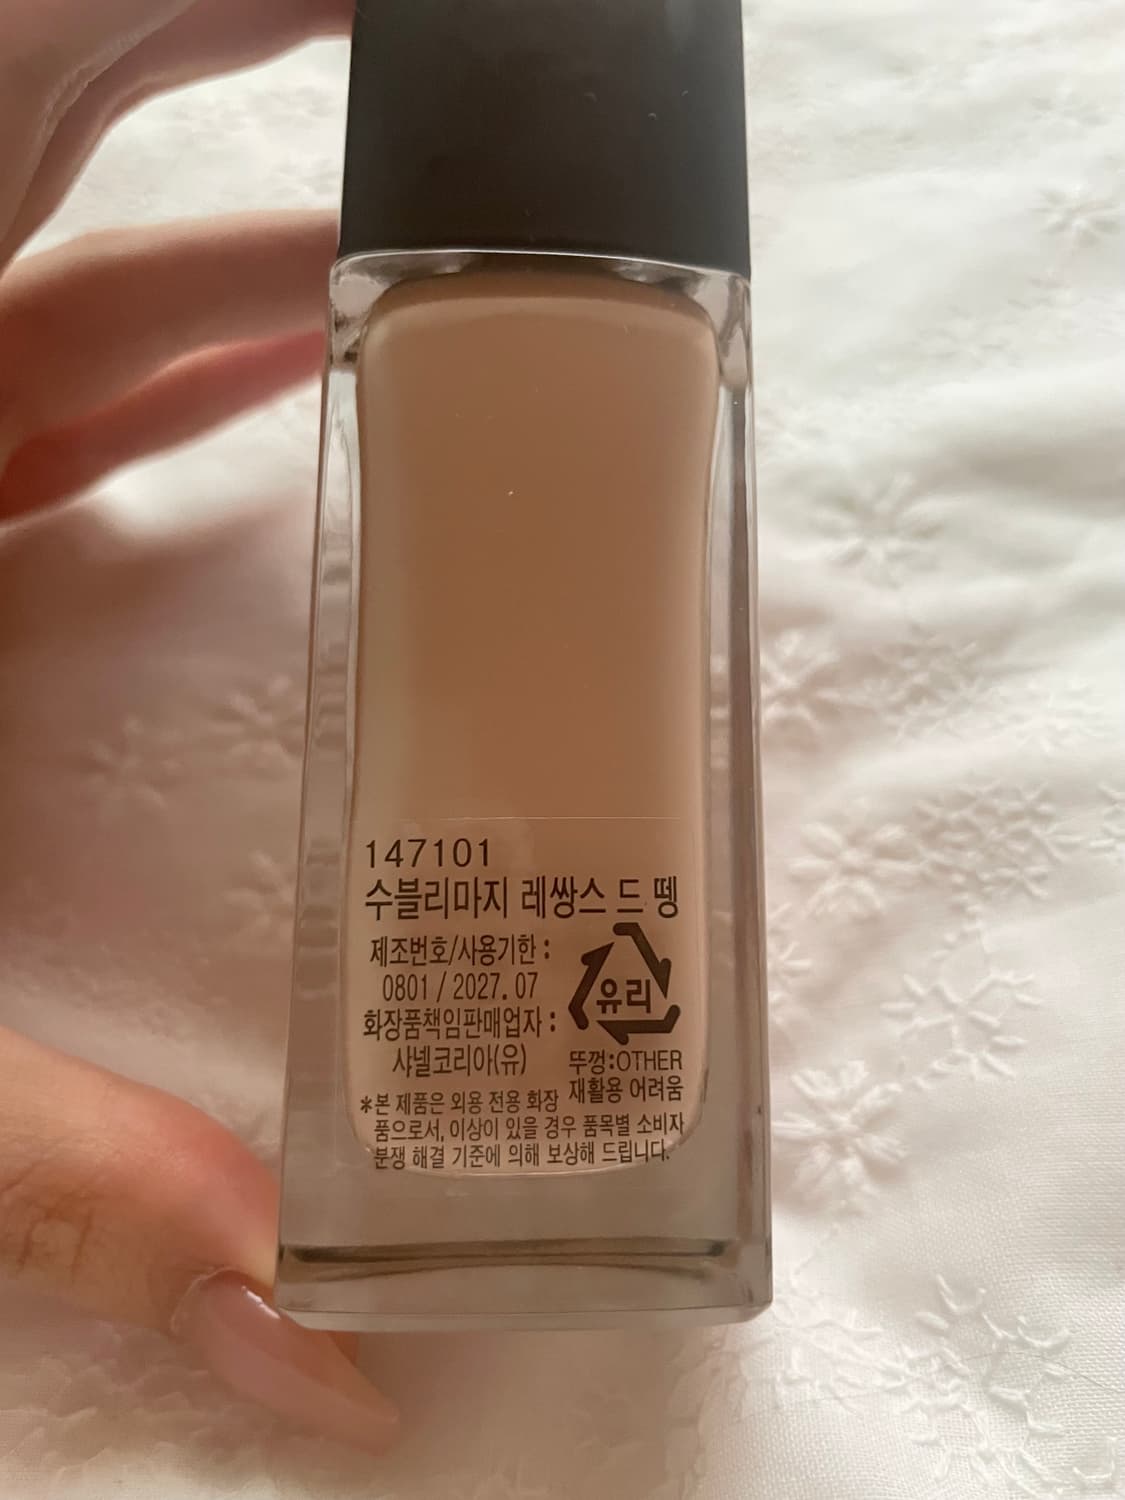 147101
수블리마지 레쌍스 드 뗑
제조번호/사용기한 :
0801 / 2027. 07
화장품책임판매업자 :
샤넬코리아(유)
유리
뚜껑:OTHER
재활용 어려움
*본 제품은 외용 전용 화장
품으로서, 이상이 있을 경우 품목별 소비자
분쟁 해결 기준에 의해 보상해 드립니다.